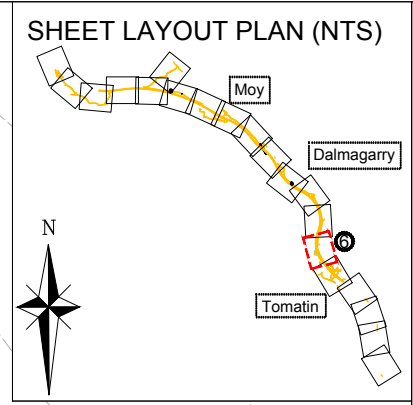 SHEET LAYOUT PLAN (NTS)
Moy
Dalmagarry
N
6
Tomatin